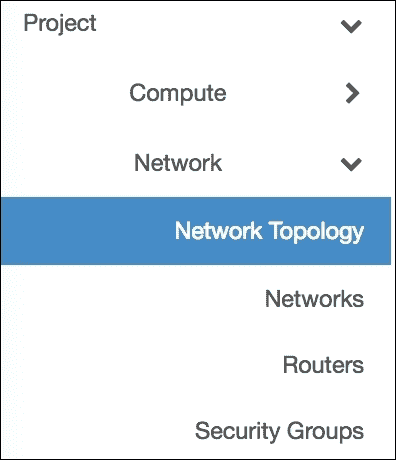 Project
Compute
Network
Network Topology
Networks
Routers
Security Groups